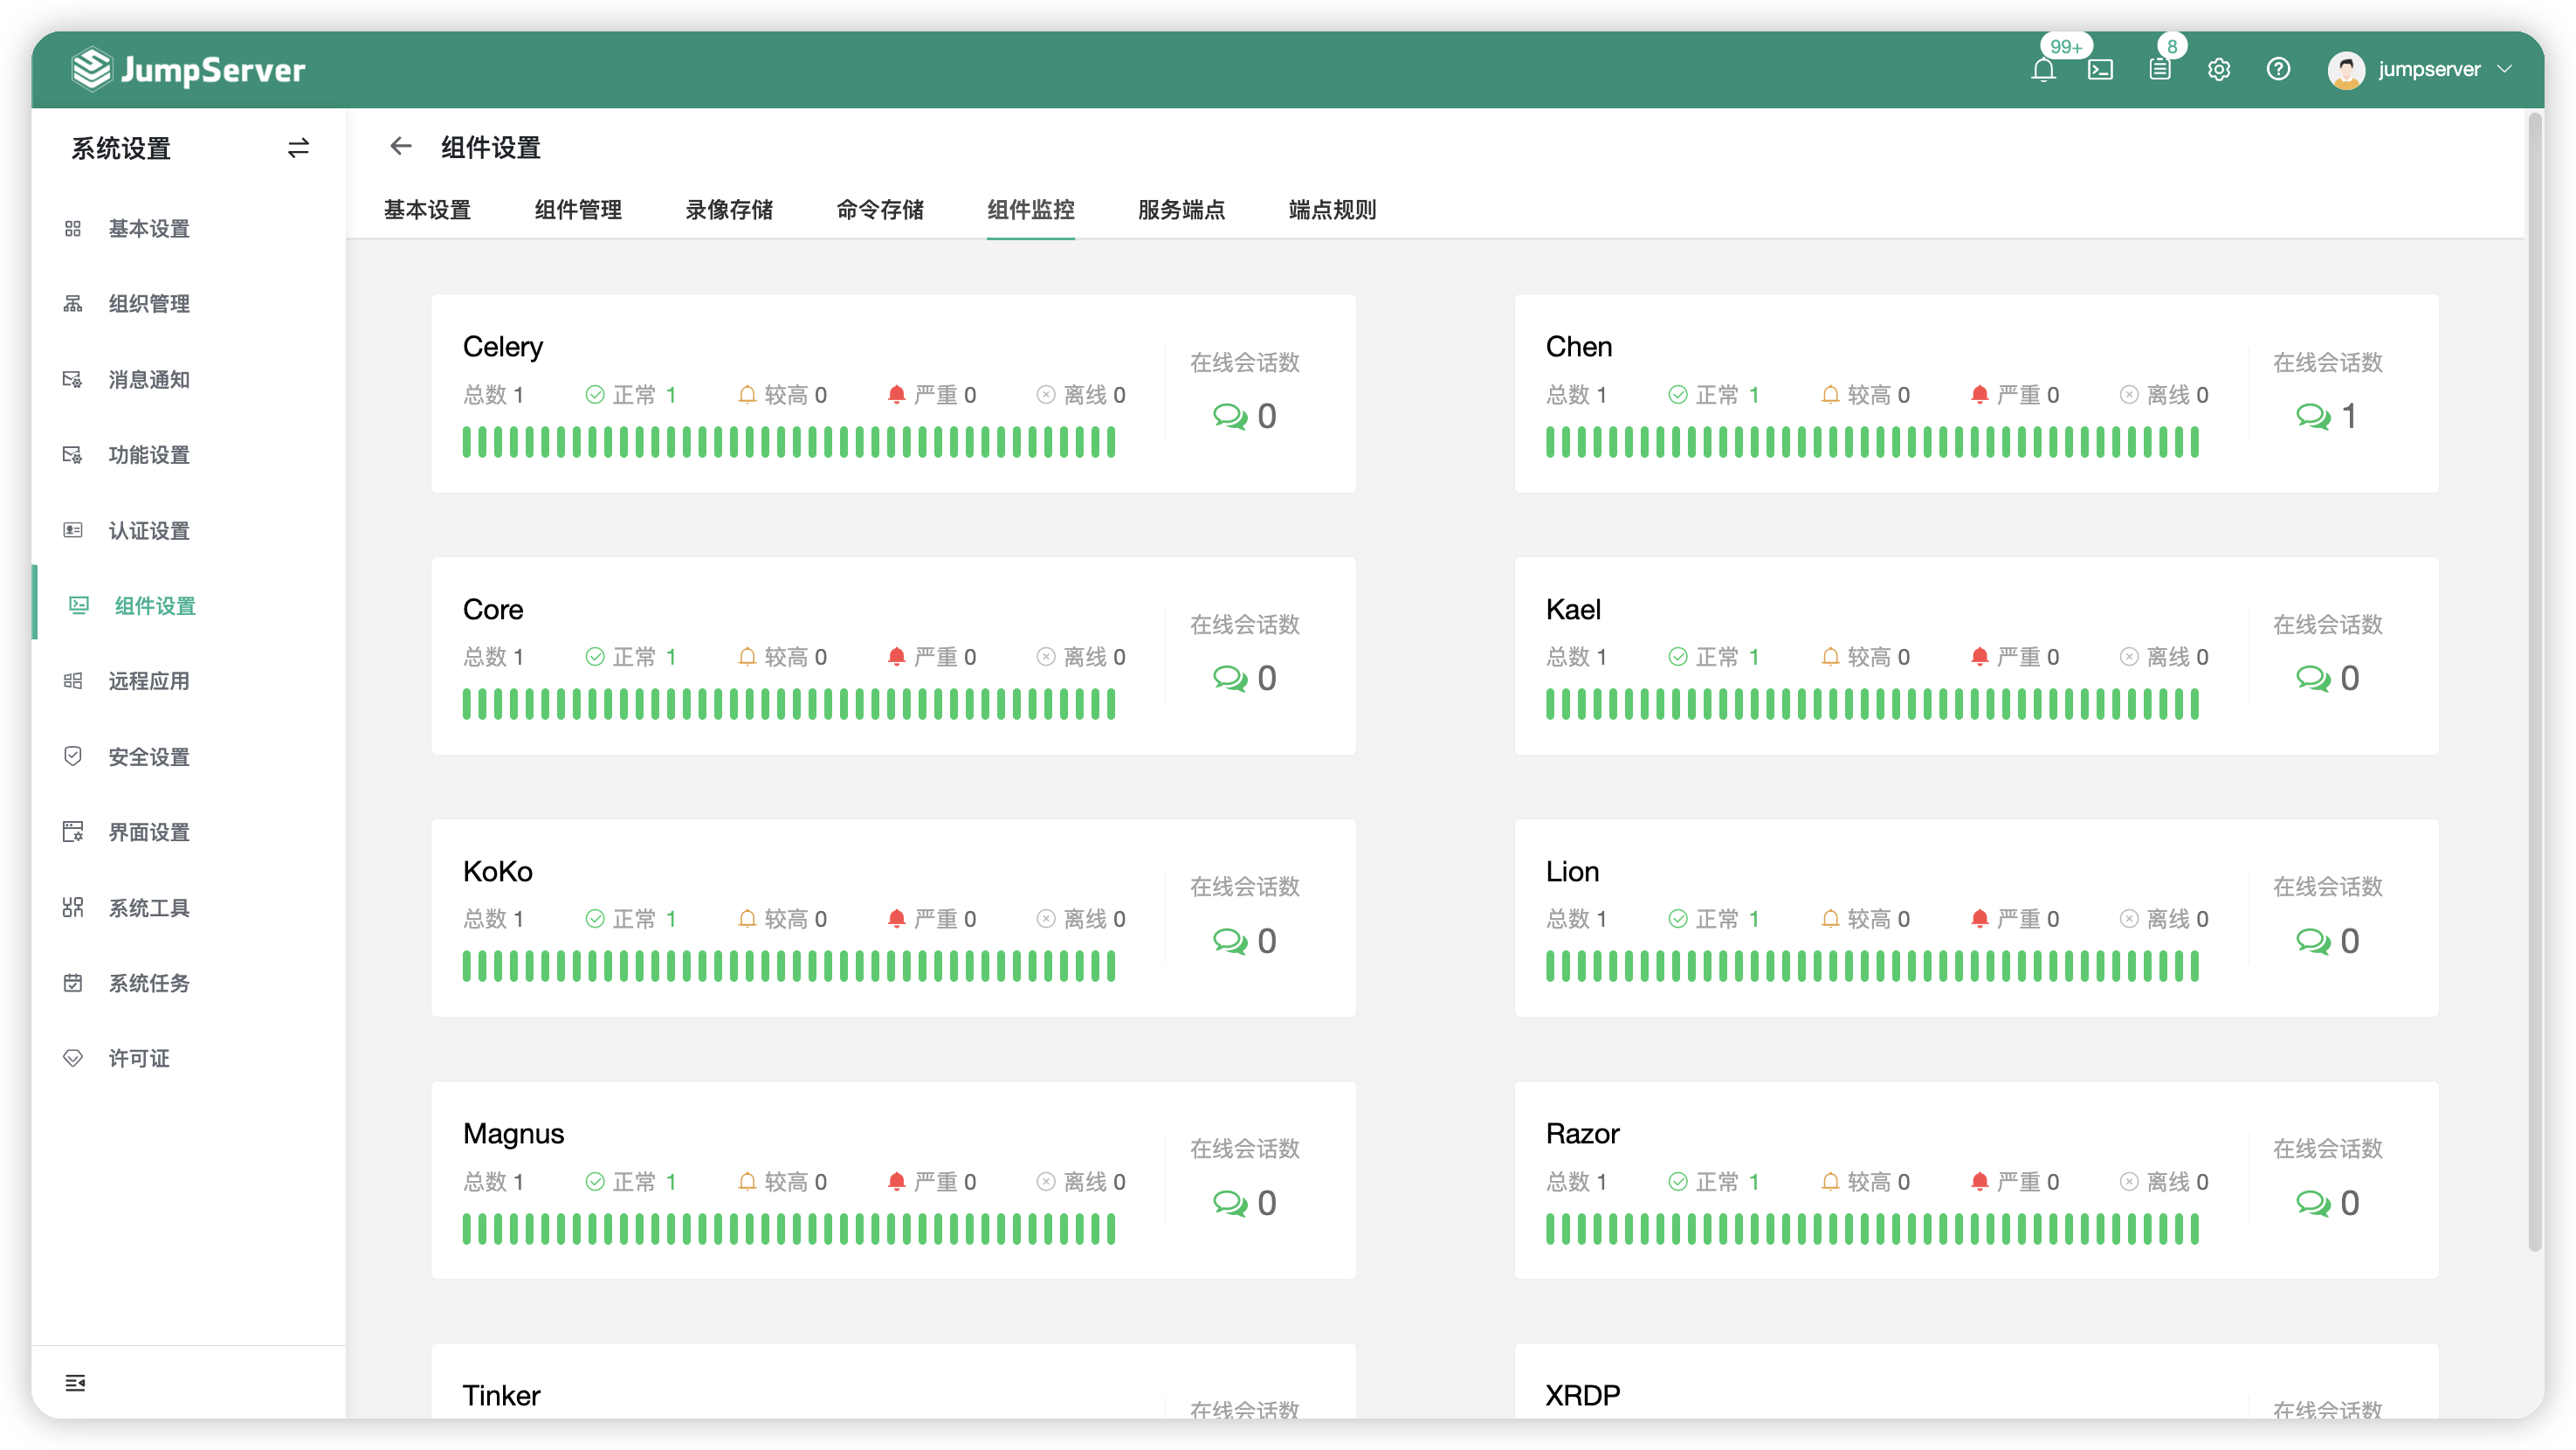 JumpServer
99+
8
jumpserver
系统设置
基本设置
组织管理
消息通知
功能设置
认证设置
组件设置
远程应用
安全设置
界面设置
系统工具
系统任务
许可证
组件设置
基本设置 组件管理 录像存储 命令存储 组件监控 服务端点 端点规则
Celery
总数 1 正常 1 较高 0 严重 0 离线 0
在线会话数
0
Chen
总数 1 正常 1 较高 0 严重 0 离线 0
在线会话数
1
Core
总数 1 正常 1 较高 0 严重 0 离线 0
在线会话数
0
Kael
总数 1 正常 1 较高 0 严重 0 离线 0
在线会话数
0
KoKo
总数 1 正常 1 较高 0 严重 0 离线 0
在线会话数
0
Lion
总数 1 正常 1 较高 0 严重 0 离线 0
在线会话数
0
Magnus
总数 1 正常 1 较高 0 严重 0 离线 0
在线会话数
0
Razor
总数 1 正常 1 较高 0 严重 0 离线 0
在线会话数
0
Tinker
在线会话数
XRDP
在线会话数